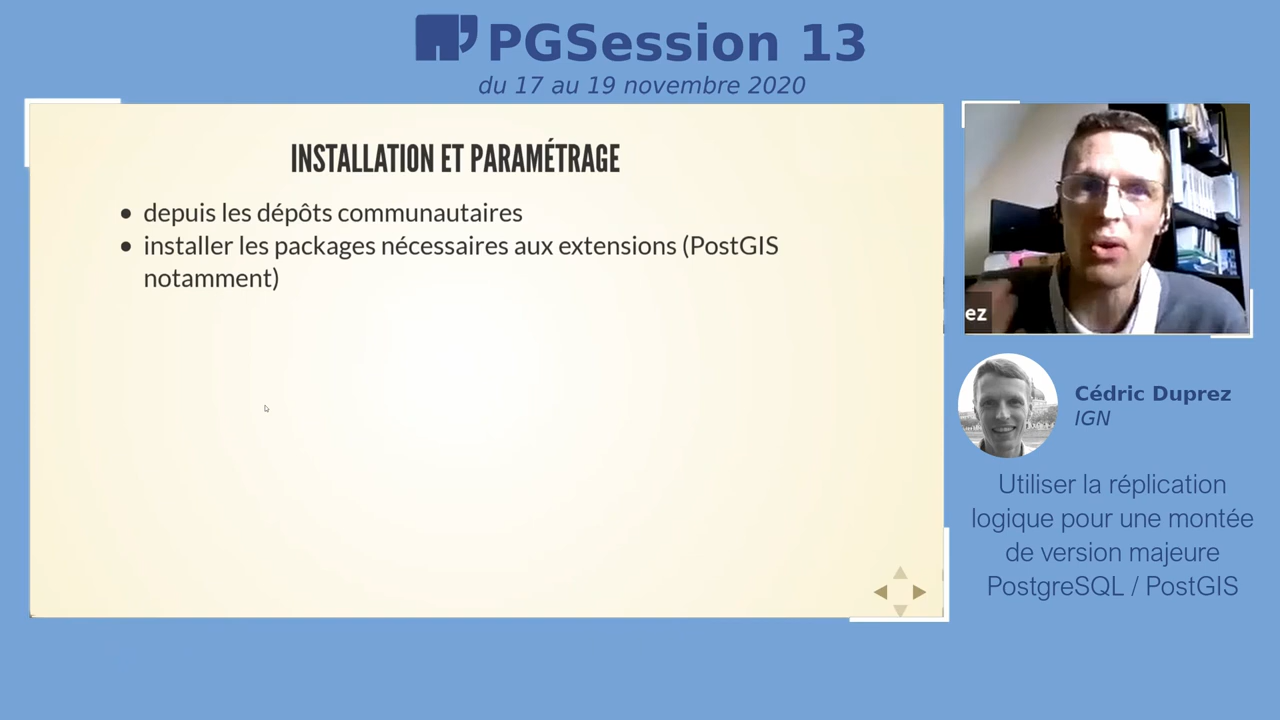 PGSession 13
du 17 au 19 novembre 2020
INSTALLATION ET PARAMÉTRAGE
depuis les dépôts communautaires
installer les packages nécessaires aux extensions (PostGIS
notamment)
ez
Cédric Duprez
IGN
Utiliser la réplication
logique pour une montée
de version majeure
PostgreSQL / PostGIS